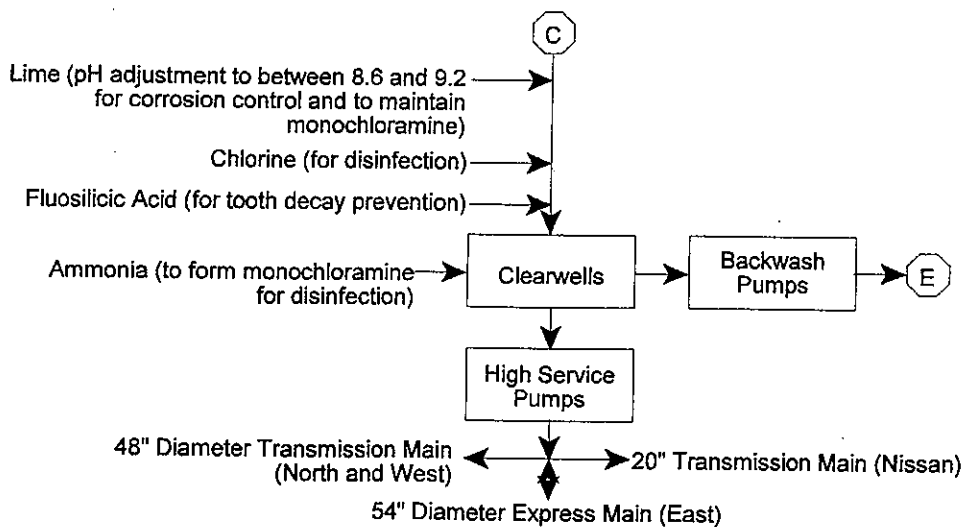 C
Lime (pH adjustment to between 8.6 and 9.2
for corrosion control and to maintain
monochloramine)
Chlorine (for disinfection)
Fluosilicic Acid (for tooth decay prevention)
Ammonia (to form monochloramine
for disinfection)
Clearwells
Backwash
Pumps
E
High Service
Pumps
48" Diameter Transmission Main
(North and West)
20" Transmission Main (Nissan)
54" Diameter Express Main (East)